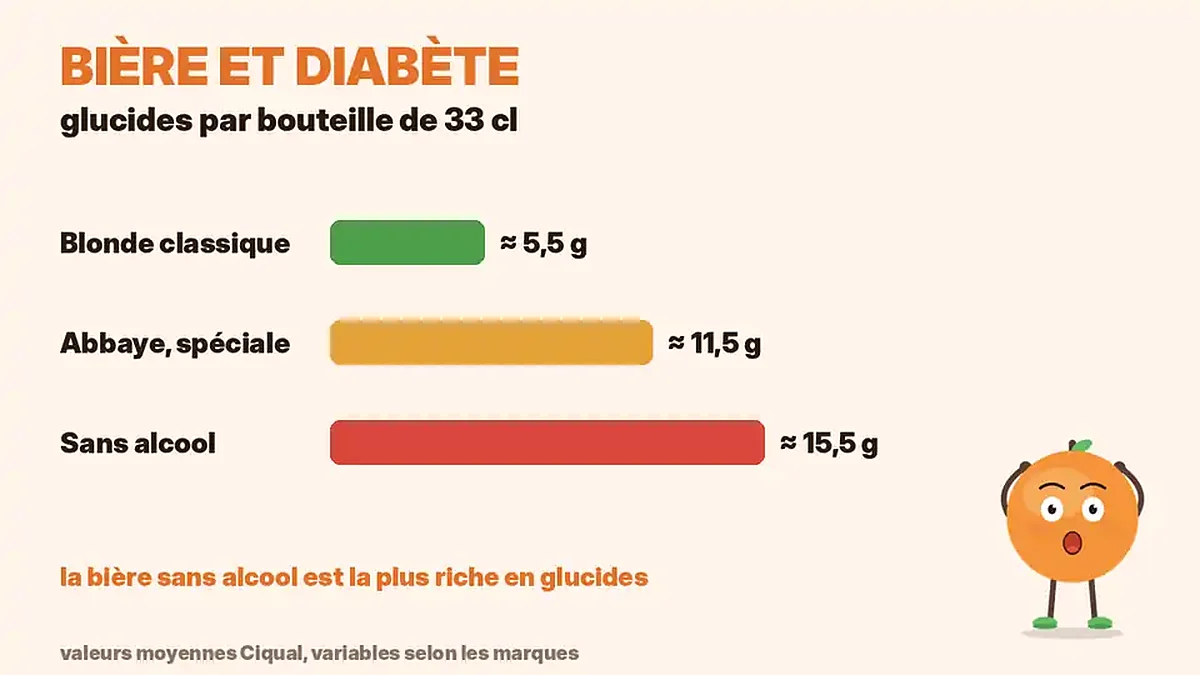 BIÈRE ET DIABÈTE
glucides par bouteille de 33 cl
Blonde classique ≈ 5,5 g
Abbaye, spéciale ≈ 11,5 g
Sans alcool ≈ 15,5 g
la bière sans alcool est la plus riche en glucides
valeurs moyennes Ciqual, variables selon les marques